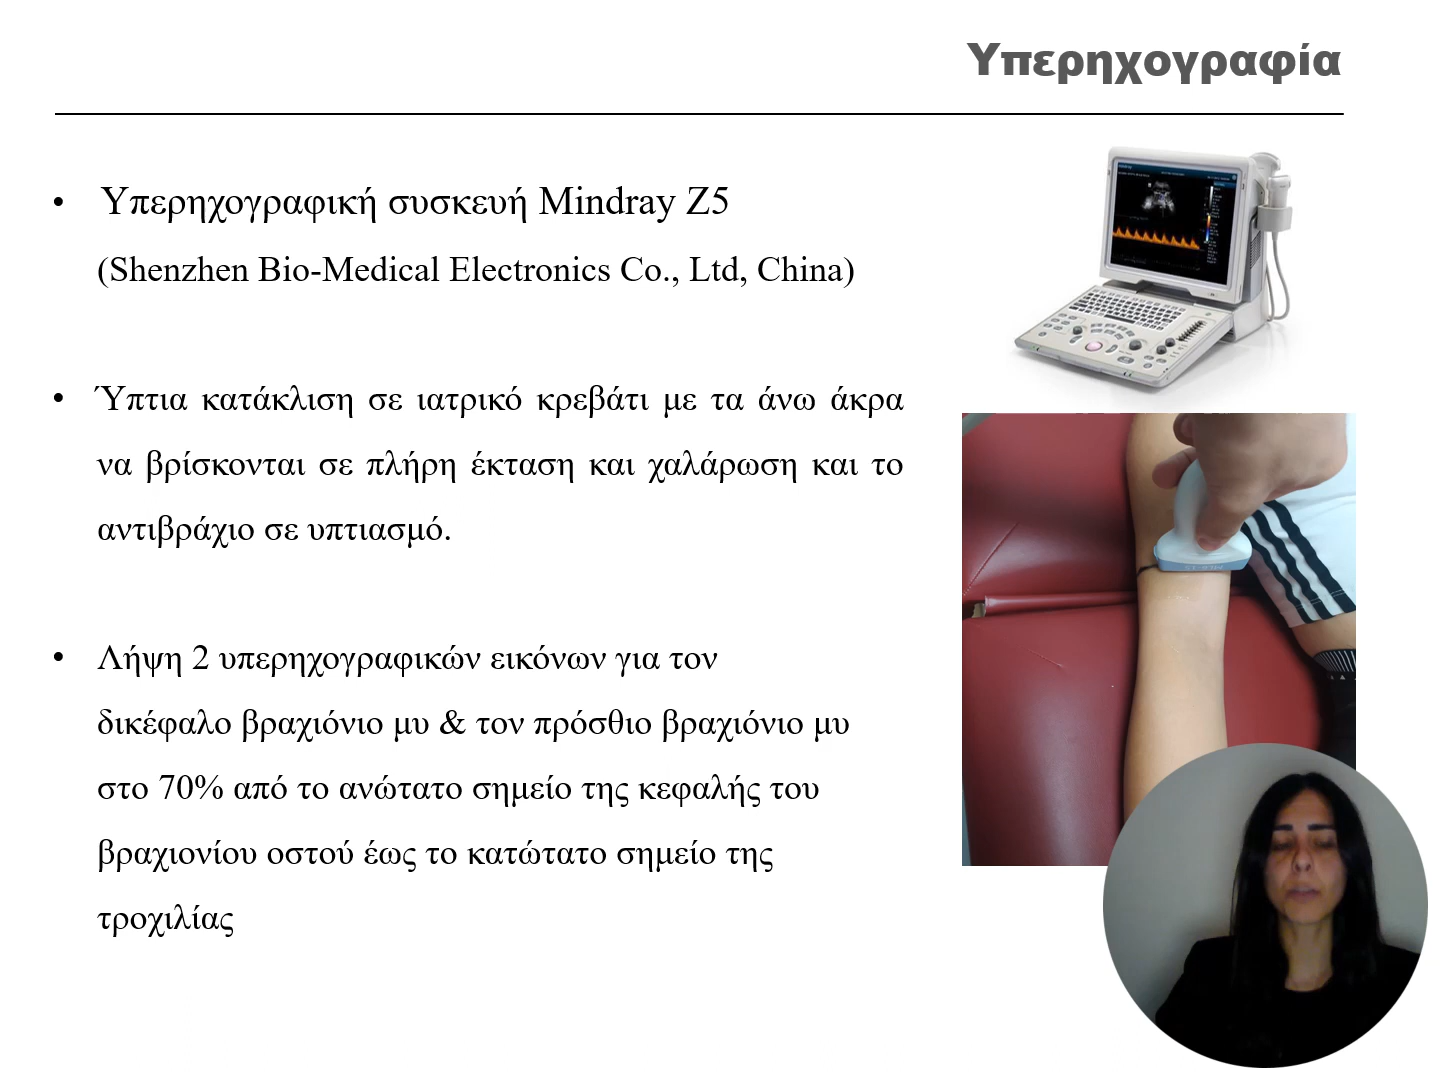 Υπερηχογραφία
• Υπερηχογραφική συσκευή Mindray Z5
(Shenzhen Bio-Medical Electronics Co., Ltd, China)
• Ύπτια κατάκλιση σε ιατρικό κρεβάτι με τα άνω άκρα
να βρίσκονται σε πλήρη έκταση και χαλάρωση και το
αντιβράχιο σε υπτιασμό.
• Λήψη 2 υπερηχογραφικών εικόνων για τον
δικέφαλο βραχιόνιο μυ & τον πρόσθιο βραχιόνιο μυ
στο 70% από το ανώτατο σημείο της κεφαλής του
βραχιονίου οστού έως το κατώτατο σημείο της
τροχιλίας